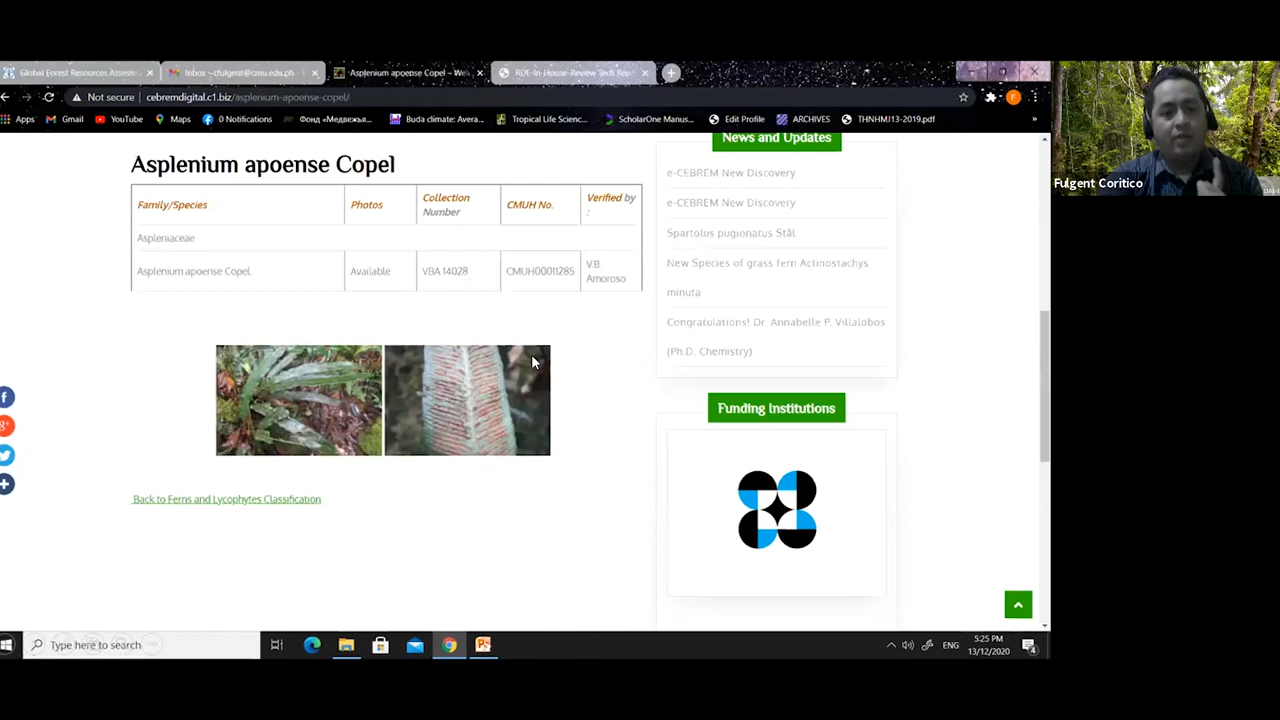 Global Forest Resources Assessm
Inbox - cfulgent@cmu.edu.ph
Asplenium apoense Copel – We
RDE-In-House-Review Tech Rep
Not secure
cebremdigital.c1.biz/asplenium-apoense-copel/
Apps
Gmail
YouTube
Maps
0 Notifications
Фонд «Медвежья...
Buda climate: Avera...
Tropical Life Scienc...
ScholarOne Manus...
Edit Profile
ARCHIVES
THNHMJ13-2019.pdf
Fulgent Coritico
Asplenium apoense Copel
Family/Species
Photos
Collection
Number
CMUH No.
Verified by
:
Aspleniaceae
Asplenium apoense Copel.
Available
VBA 14028
CMUH00011285
V.B
Amoroso
Back to Ferns and Lycophytes Classification
News and Updates
e-CEBREM New Discovery
e-CEBREM New Discovery
Spartolus pugionatus Stål
New Species of grass fern Actinostachys
minuta
Congratulations! Dr. Annabelle P. Villalobos
(Ph.D. Chemistry)
Funding Institutions
Type here to search
ENG
5:25 PM
13/12/2020